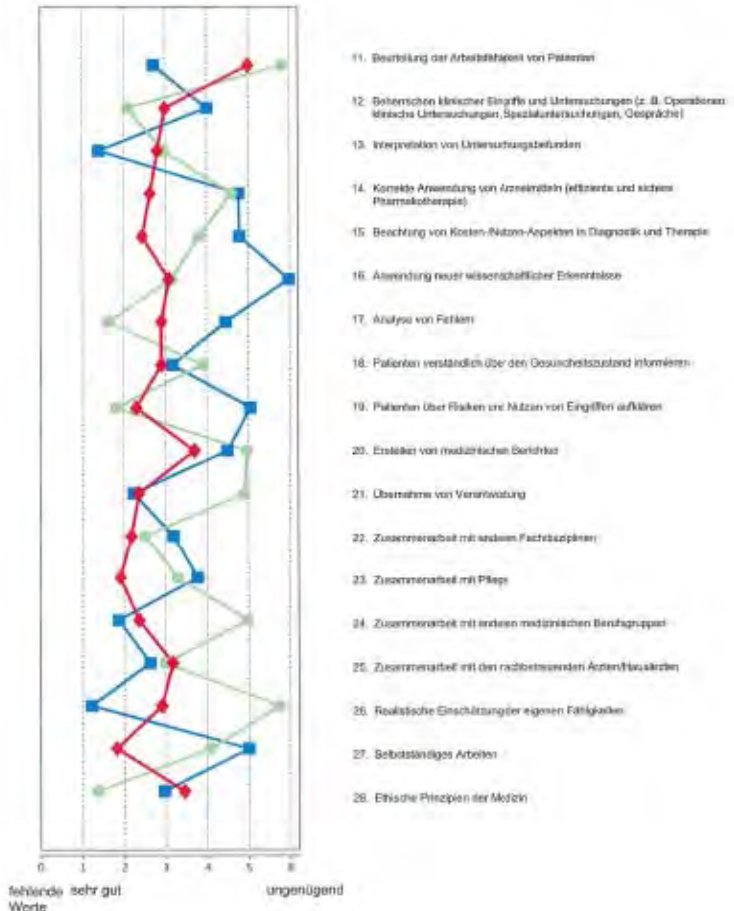 11. Beurteilung der Arbeitsfähigkeit von Patienten
12. Beherrschen klinischer Eingriffe und Untersuchungen (z. B. Operationen
klinische Untersuchungen, Spezialuntersuchungen, Gespräche)
13. Interpretation von Untersuchungsbefunden
14. Korrekte Anwendung von Arzneimitteln (effiziente und sichere
Pharmakotherapie)
15. Beachtung von Kosten-/Nutzen-Aspekten in Diagnostik und Therapie
16. Anwendung neuer wissenschaftlicher Erkenntnisse
17. Analyse von Fehlern
18. Patienten verständlich über den Gesundheitszustand informieren
19. Patienten über Risiken und Nutzen von Eingriffen aufklären
20. Erstellen von medizinischen Berichten
21. Übernahme von Verantwortung
22. Zusammenarbeit mit anderen Fachdisziplinen
23. Zusammenarbeit mit Pflege
24. Zusammenarbeit mit anderen medizinischen Berufsgruppen
25. Zusammenarbeit mit den nachbetreuenden Ärzten/Hausärzten
26. Realistische Einschätzung der eigenen Fähigkeiten
27. Selbstständiges Arbeiten
28. Ethische Prinzipien der Medizin
0 1 2 3 4 5 6
fehlende sehr gut ungenügend
Werte